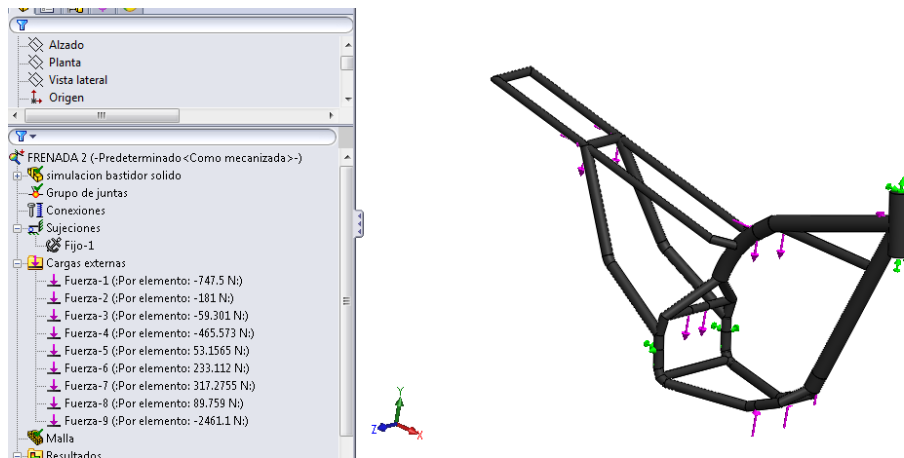 Alzado
Planta
Vista lateral
Origen
FRENADA 2 (-Predeterminado<Como mecanizada>-)
simulacion bastidor solido
Grupo de juntas
Conexiones
Sujeciones
Fijo-1
Cargas externas
Fuerza-1 (:Por elemento: -747.5 N:)
Fuerza-2 (:Por elemento: -181 N:)
Fuerza-3 (:Por elemento: -59.301 N:)
Fuerza-4 (:Por elemento: -465.573 N:)
Fuerza-5 (:Por elemento: 53.1565 N:)
Fuerza-6 (:Por elemento: 233.112 N:)
Fuerza-7 (:Por elemento: 317.2755 N:)
Fuerza-8 (:Por elemento: 89.759 N:)
Fuerza-9 (:Por elemento: -2461.1 N:)
Malla
Resultados
Y
Z
X